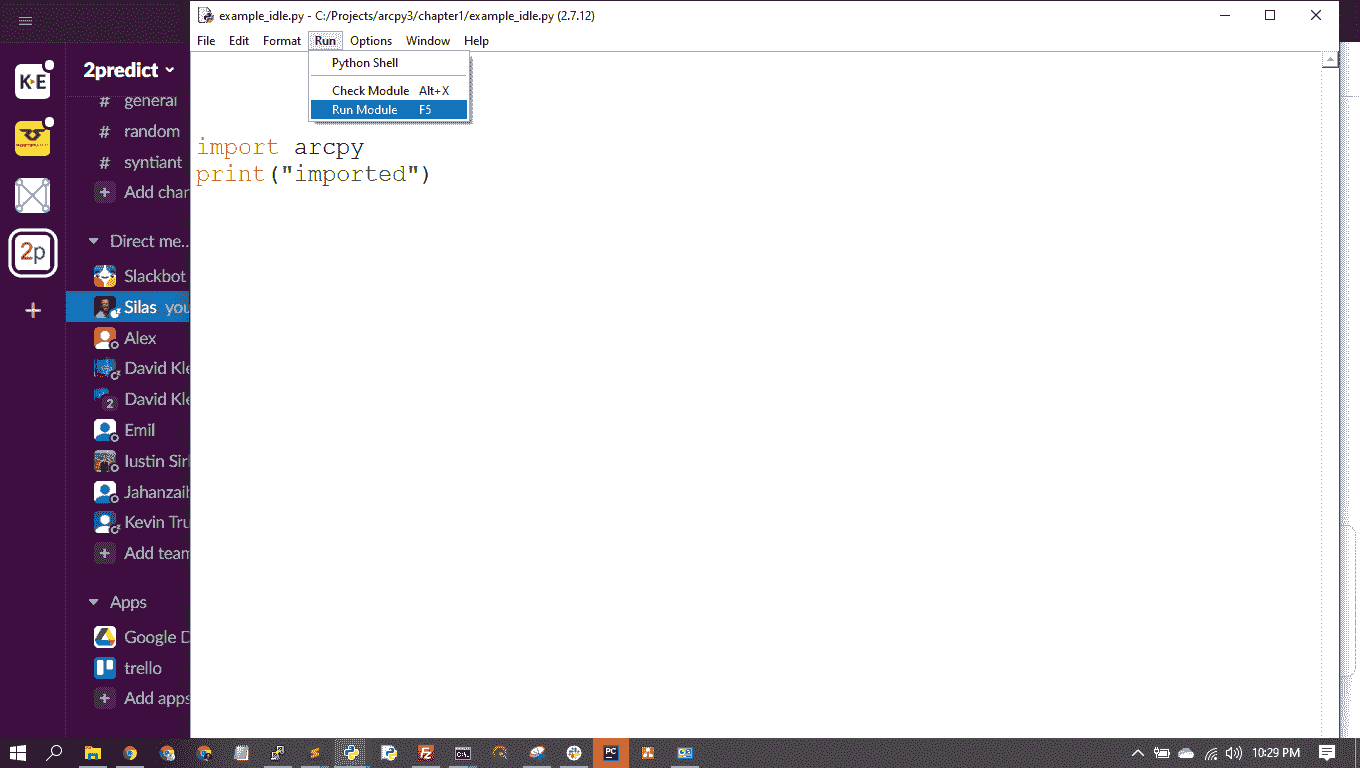 example_idle.py - C:/Projects/arcpy3/chapter1/example_idle.py (2.7.12)
File Edit Format Run Options Window Help
Python Shell
Check Module Alt+X
Run Module F5
import arcpy
print("imported")
K·E
2p
2predict
# general
# random
# syntiant
+ Add chan
Direct me...
Slackbot
Silas you
Alex
David Kle
2 David Kle
Emil
Iustin Sir
Jahanzaib
Kevin Tru
+ Add team
Apps
Google D
trello
+ Add apps
10:29 PM